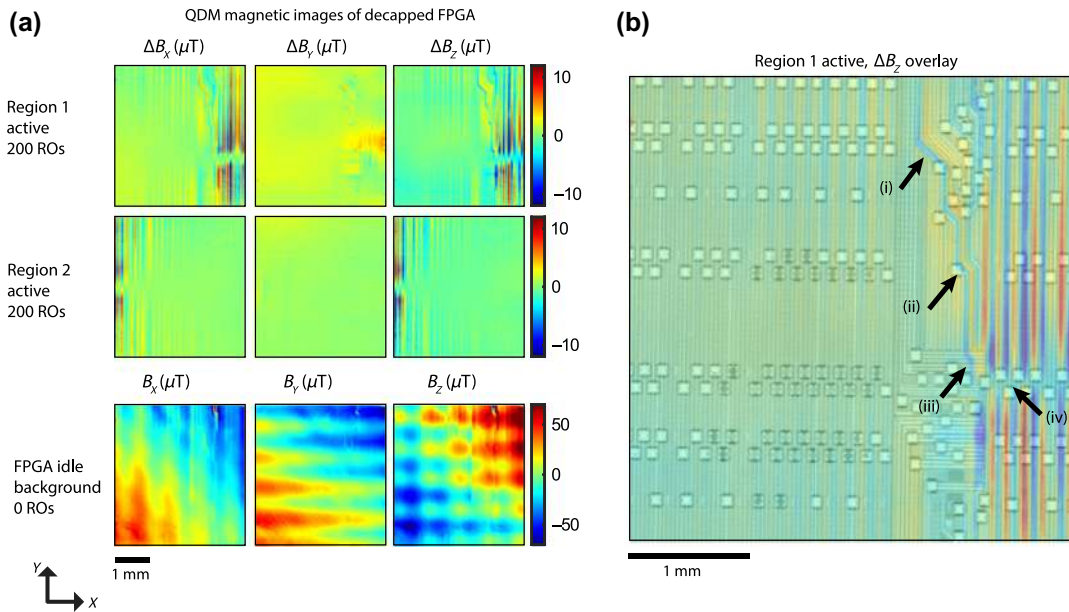 (a)
QDM magnetic images of decapped FPGA
ΔB_X (µT)
ΔB_Y (µT)
ΔB_Z (µT)
Region 1
active
200 ROs
10
0
–10
Region 2
active
200 ROs
10
0
–10
B_X (µT)
B_Y (µT)
B_Z (µT)
FPGA idle
background
0 ROs
50
0
–50
1 mm
Y
X
(b)
Region 1 active, ΔB_Z overlay
(i)
(ii)
(iii)
(iv)
1 mm